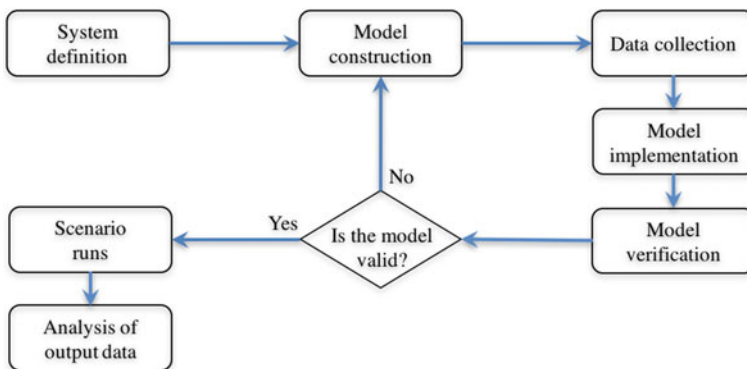 System
definition
Model
construction
Data collection
Model
implementation
Model
verification
Is the model
valid?
No
Yes
Scenario
runs
Analysis of
output data